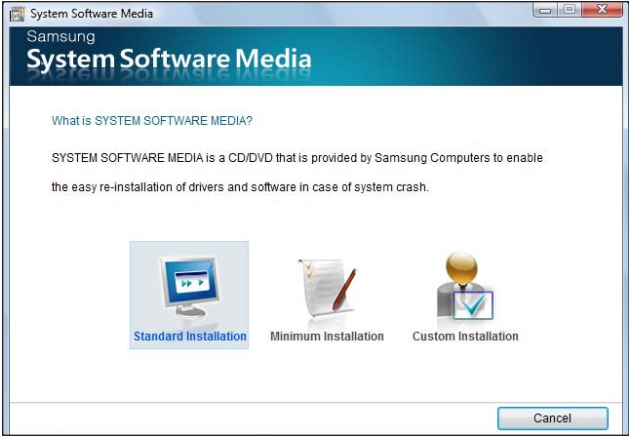 System Software Media
Samsung
System Software Media
What is SYSTEM SOFTWARE MEDIA?
SYSTEM SOFTWARE MEDIA is a CD/DVD that is provided by Samsung Computers to enable
the easy re-installation of drivers and software in case of system crash.
Standard Installation
Minimum Installation
Custom Installation
Cancel